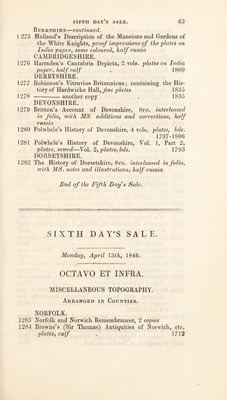 FIFTH DAY'S SALE. 63
BERKSHIRE—continued.
1275 Holland's Description of the Mansions and Gardens of
the White Knights, proof impressions of the plates on
India paper, some coloured, half russia
CAMBRIDGESHIRE.
1276 Harraden's Cantabria Depicta, 2 vols. plates on India
paper, half calf . 1809
DERBYSHIRE.
1277 Robinson's Vitruvius Britannicus; containing the His-
tory of Hardwicke Hall, fine plates 1835
1278 ——— another copy 1835
DEVONSHIRE.
1279 Britton's Account of Devonshire, 8vo. interleaved
in folio, with MS additions and corrections, half
russia
1280 Polwhele's History of Devonshire, 4 vols. plates, bds.
1797-1806
1281 Polwhele's History of Devonshire, Vol. 1, Part 2,
plates, sewed—Vol. 2, plates, bds. 1793
DORSETSHIRE.
1282 The History of Dorsetshire, 8vo. interleaved in folio,
with MS. notes and illustrations, half russia
End of the Fifth Day's Sale.
SIXTH DAY'S SALE.
Monday, April 13th, 1846.
OCTAVO ET INFRA.
MISCELLANEOUS TOPOGRAPHY.
ARRANGED IN COUNTIES.
NORFOLK.
1283 Norfolk and Norwich Remembrancer, 2 copies
1284 Browne's (Sir Thomas) Antiquities of Norwich, etc.
plates, calf . 1712